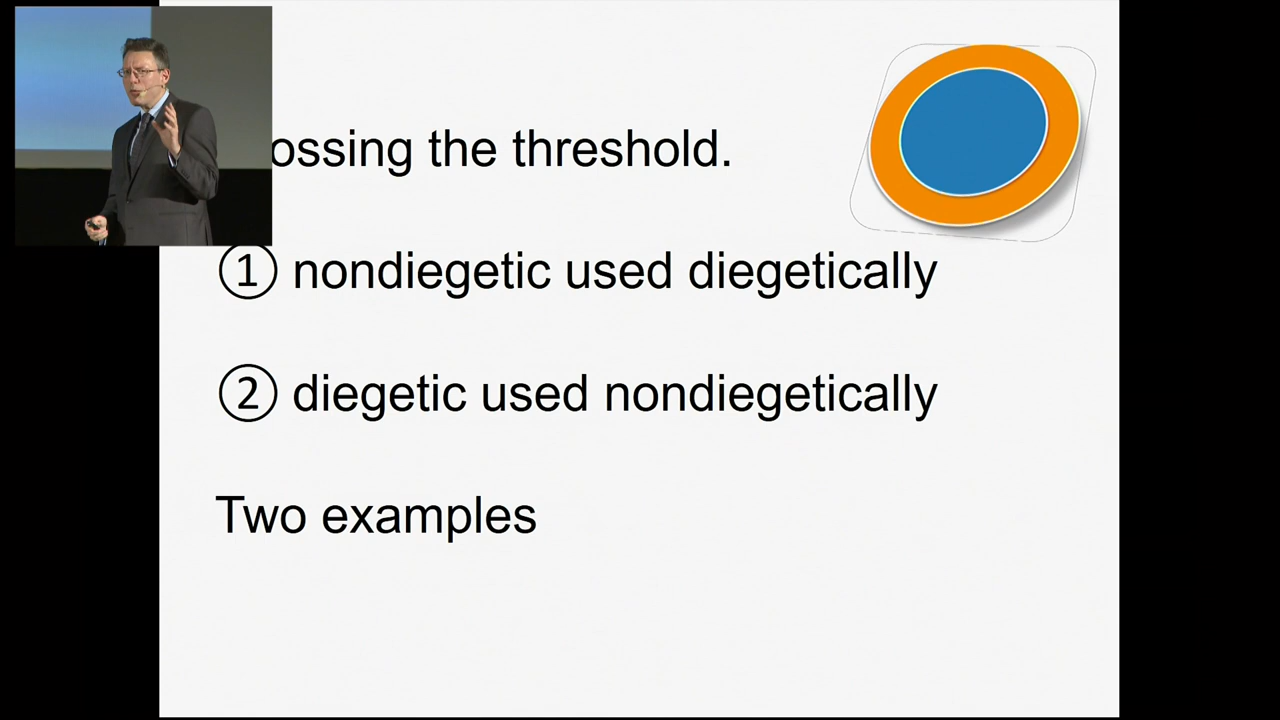 ossing the threshold.
① nondiegetic used diegetically
② diegetic used nondiegetically
Two examples